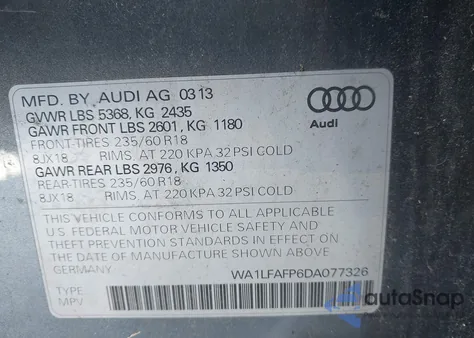 MFD. BY AUDI AG 0313
GVWR LBS 5368, KG 2435
GAWR FRONT LBS 2601, KG 1180
FRONT-TIRES 235/60 R18
8JX18 RIMS, AT 220 KPA 32 PSI COLD
GAWR REAR LBS 2976, KG 1350
REAR-TIRES 235/60 R18
8JX18 RIMS, AT 220 KPA 32 PSI COLD
Audi
THIS VEHICLE CONFORMS TO ALL APPLICABLE
U.S. FEDERAL MOTOR VEHICLE SAFETY AND
THEFT PREVENTION STANDARDS IN EFFECT ON
THE DATE OF MANUFACTURE SHOWN ABOVE.
GERMANY
WA1LFAFP6DA077326
TYPE
MPV
autoSnap